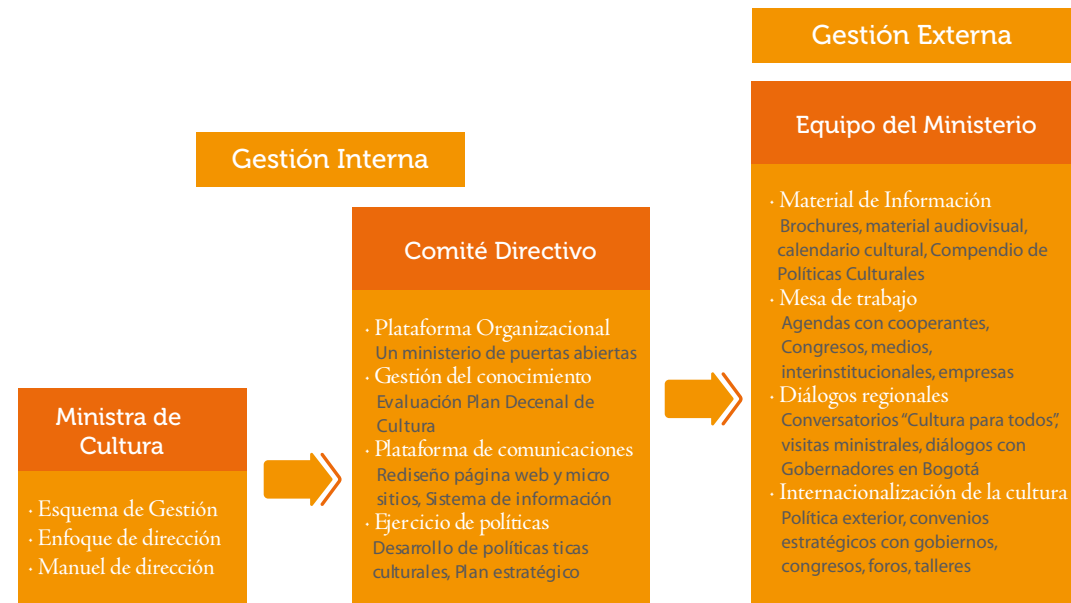 Gestión Interna
Ministra de
Cultura
· Esquema de Gestión
· Enfoque de dirección
· Manuel de dirección
Comité Directivo
· Plataforma Organizacional
Un ministerio de puertas abiertas
· Gestión del conocimiento
Evaluación Plan Decenal de
Cultura
· Plataforma de comunicaciones
Rediseño página web y micro
sitios, Sistema de información
· Ejercicio de políticas
Desarrollo de políticas ticas
culturales, Plan estratégico
Gestión Externa
Equipo del Ministerio
· Material de Información
Brochures, material audiovisual,
calendario cultural, Compendio de
Políticas Culturales
· Mesa de trabajo
Agendas con cooperantes,
Congresos, medios,
interinstitucionales, empresas
· Diálogos regionales
Conversatorios “Cultura para todos”,
visitas ministrales, diálogos con
Gobernadores en Bogotá
· Internacionalización de la cultura
Política exterior, convenios
estratégicos con gobiernos,
congresos, foros, talleres